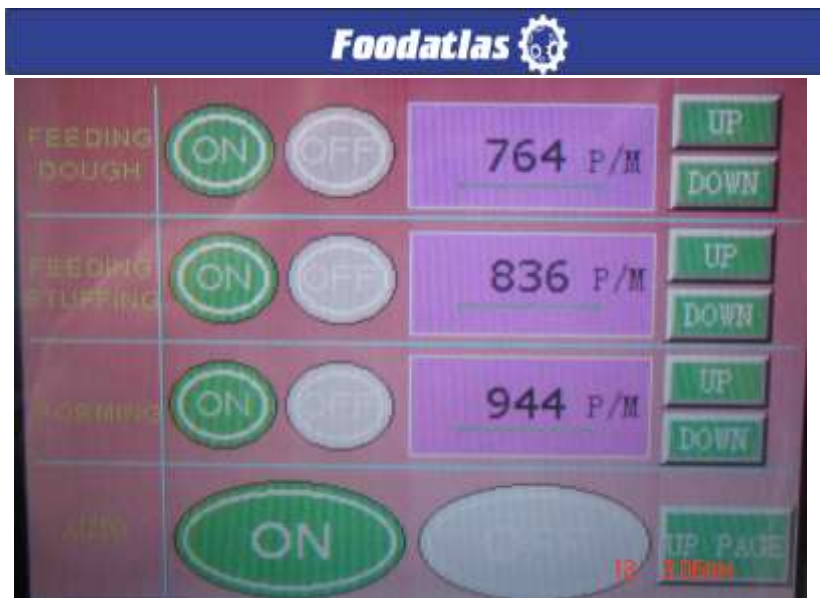 Foodatlas
FEEDING DOUGH ON OFF 764 P/M UP DOWN
FEEDING STUFFING ON OFF 836 P/M UP DOWN
FORMING ON OFF 944 P/M UP DOWN
ON OFF UP PAGE